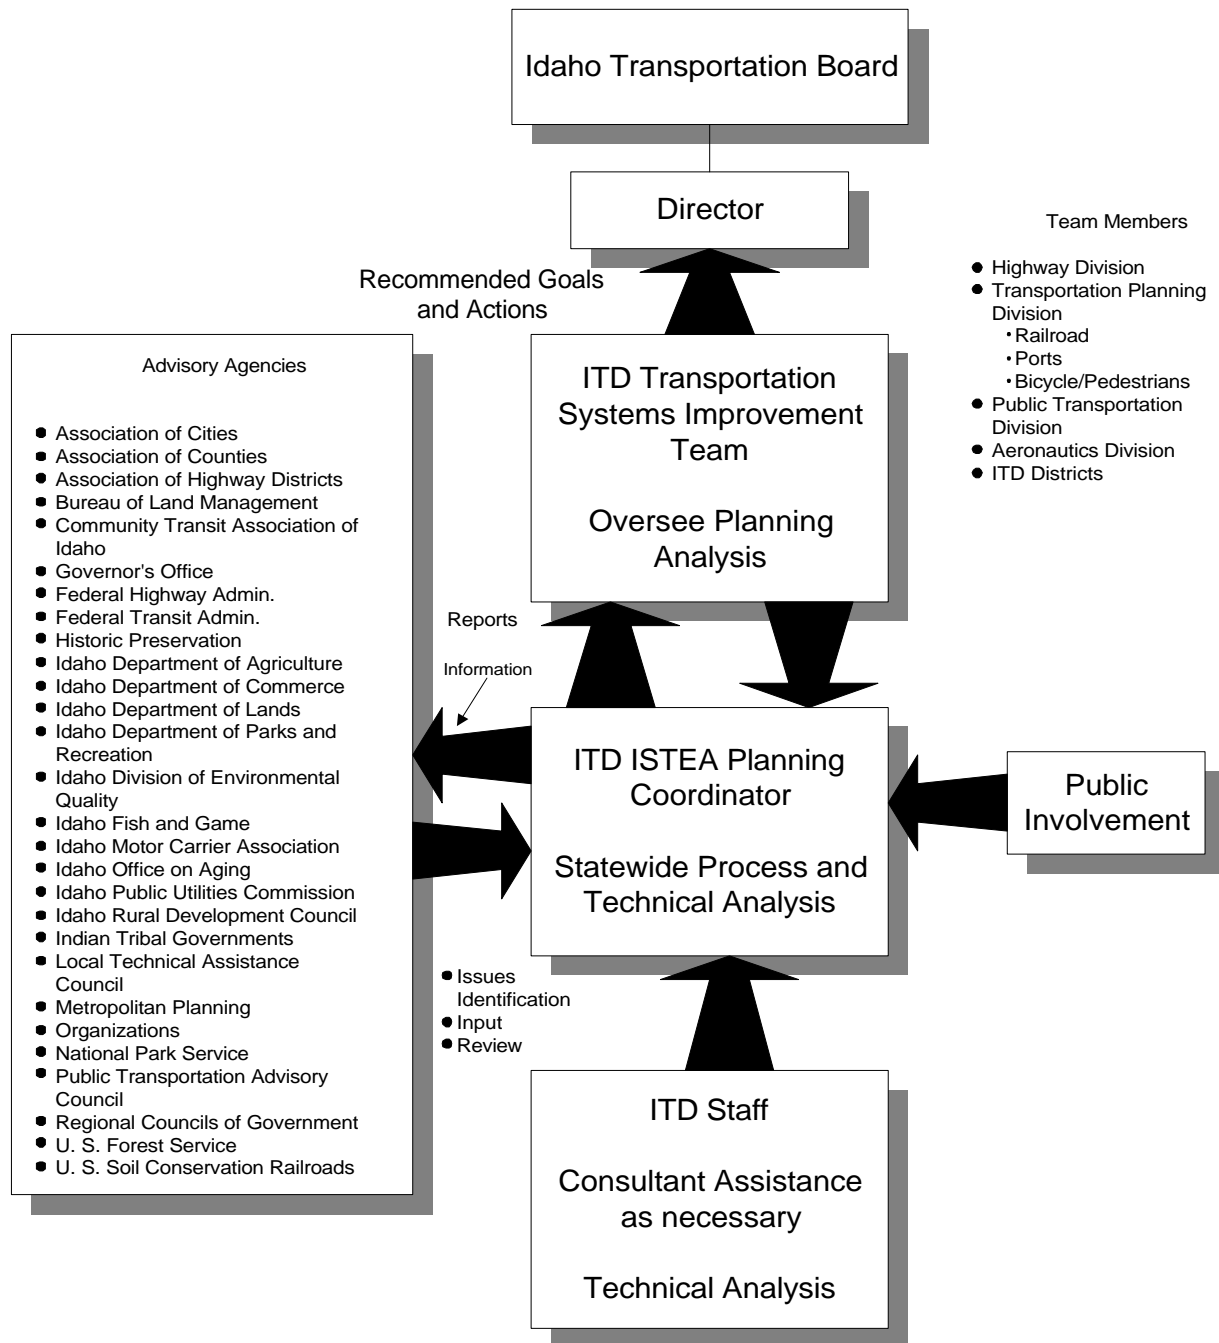 Idaho Transportation Board
Director
Team Members
● Highway Division
● Transportation Planning
Division
• Railroad
• Ports
• Bicycle/Pedestrians
● Public Transportation
Division
● Aeronautics Division
● ITD Districts
Recommended Goals
and Actions
ITD Transportation
Systems Improvement
Team
Oversee Planning
Analysis
Advisory Agencies
● Association of Cities
● Association of Counties
● Association of Highway Districts
● Bureau of Land Management
● Community Transit Association of
Idaho
● Governor's Office
● Federal Highway Admin.
● Federal Transit Admin.
● Historic Preservation
● Idaho Department of Agriculture
● Idaho Department of Commerce
● Idaho Department of Lands
● Idaho Department of Parks and
Recreation
● Idaho Division of Environmental
Quality
● Idaho Fish and Game
● Idaho Motor Carrier Association
● Idaho Office on Aging
● Idaho Public Utilities Commission
● Idaho Rural Development Council
● Indian Tribal Governments
● Local Technical Assistance
Council
● Metropolitan Planning
● Organizations
● National Park Service
● Public Transportation Advisory
Council
● Regional Councils of Government
● U. S. Forest Service
● U. S. Soil Conservation Railroads
Reports
Information
ITD ISTEA Planning
Coordinator
Statewide Process and
Technical Analysis
Public
Involvement
● Issues
Identification
● Input
● Review
ITD Staff
Consultant Assistance
as necessary
Technical Analysis